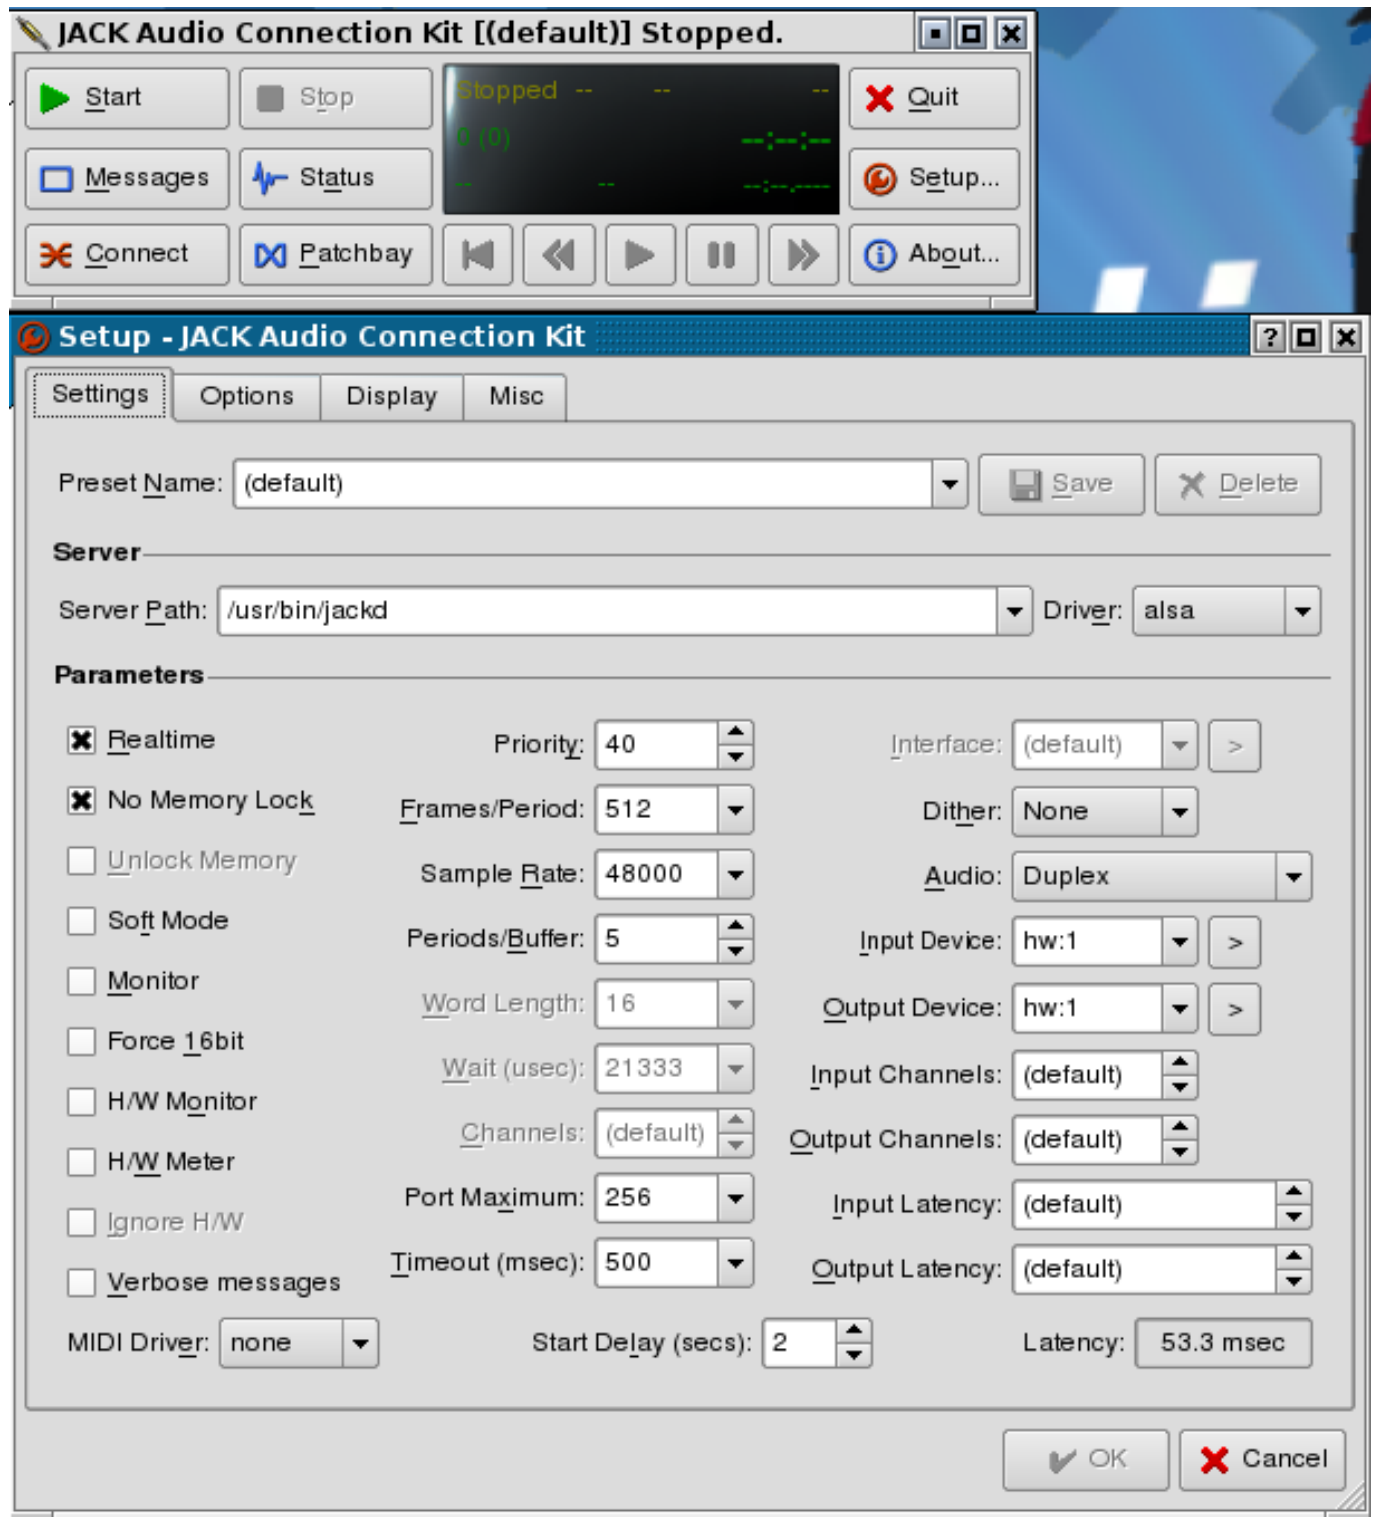 JACK Audio Connection Kit [(default)] Stopped.
Start Stop Stopped -- -- -- Quit
0 (0) --:--:--
Messages Status -- -- --:--.---- Setup...
Connect Patchbay About...
Setup - JACK Audio Connection Kit
Settings Options Display Misc
Preset Name: (default) Save Delete
Server
Server Path: /usr/bin/jackd Driver: alsa
Parameters
Realtime Priority: 40 Interface: (default) >
No Memory Lock Frames/Period: 512 Dither: None
Unlock Memory Sample Rate: 48000 Audio: Duplex
Soft Mode Periods/Buffer: 5 Input Device: hw:1 >
Monitor Word Length: 16 Output Device: hw:1 >
Force 16bit Wait (usec): 21333 Input Channels: (default)
H/W Monitor Channels: (default) Output Channels: (default)
H/W Meter Port Maximum: 256 Input Latency: (default)
Ignore H/W Timeout (msec): 500 Output Latency: (default)
Verbose messages
MIDI Driver: none Start Delay (secs): 2 Latency: 53.3 msec
OK Cancel